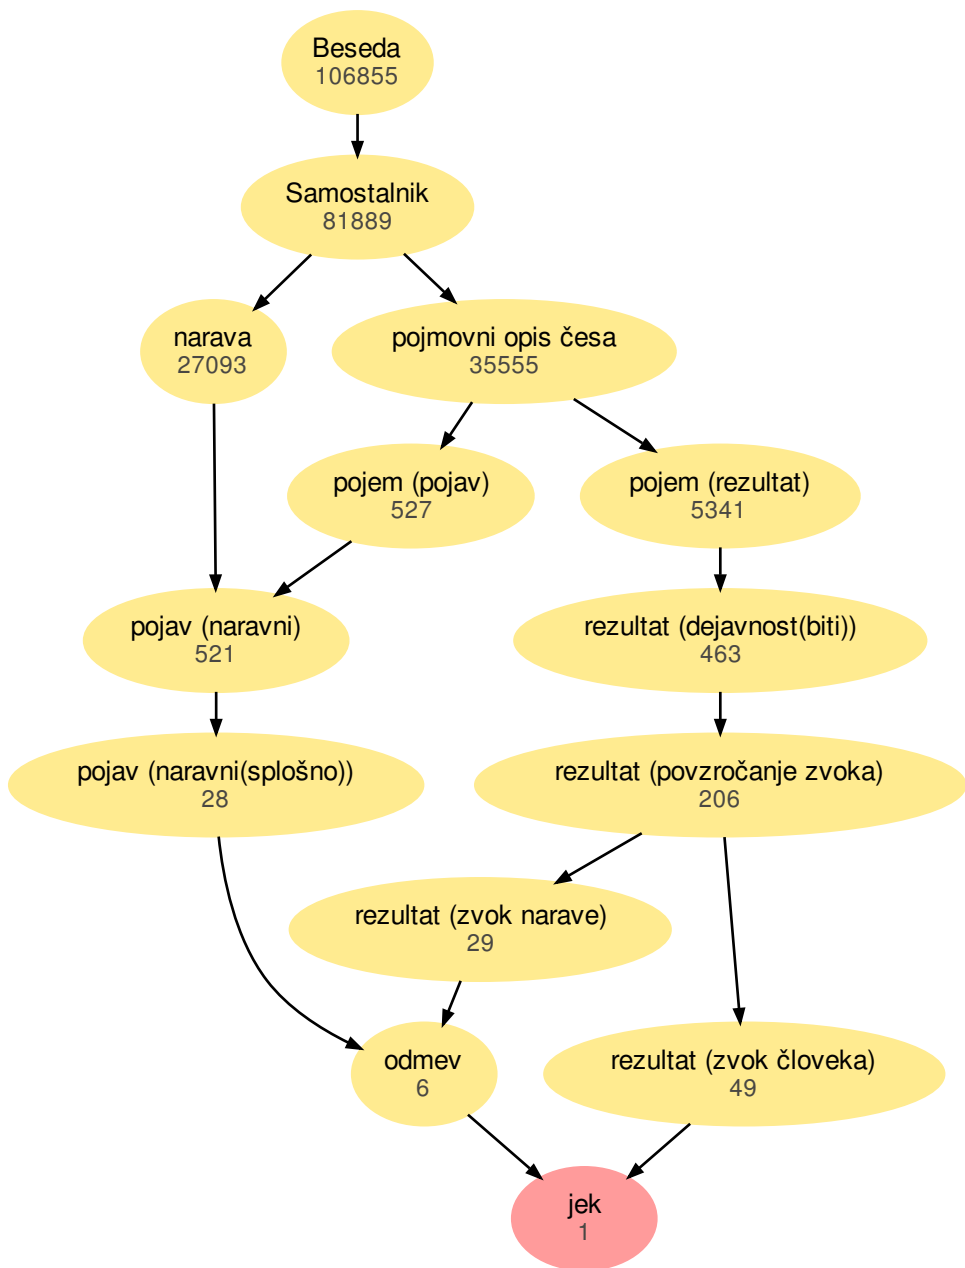 Beseda
106855
Samostalnik
81889
narava
27093
pojmovni opis česa
35555
pojem (pojav)
527
pojem (rezultat)
5341
pojav (naravni)
521
rezultat (dejavnost(biti))
463
pojav (naravni(splošno))
28
rezultat (povzročanje zvoka)
206
rezultat (zvok narave)
29
odmev
6
rezultat (zvok človeka)
49
jek
1